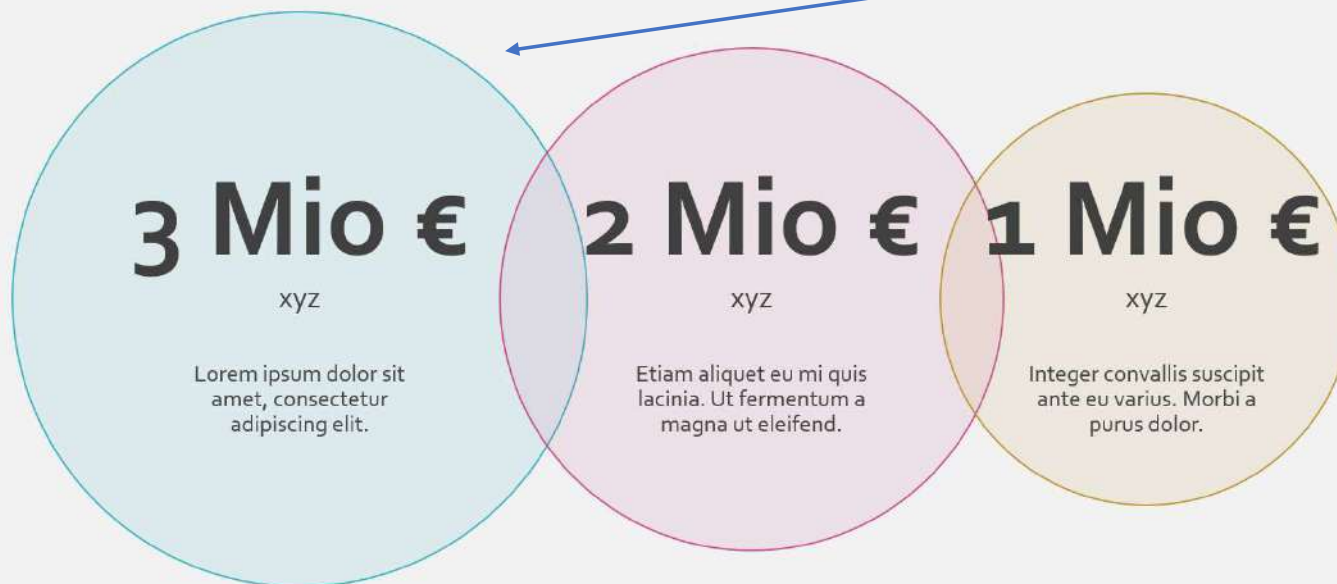 3 Mio €
xyz
Lorem ipsum dolor sit
amet, consectetur
adipiscing elit.
2 Mio €
xyz
Etiam aliquet eu mi quis
lacinia. Ut fermentum a
magna ut eleifend.
1 Mio €
xyz
Integer convallis suscipit
ante eu varius. Morbi a
purus dolor.